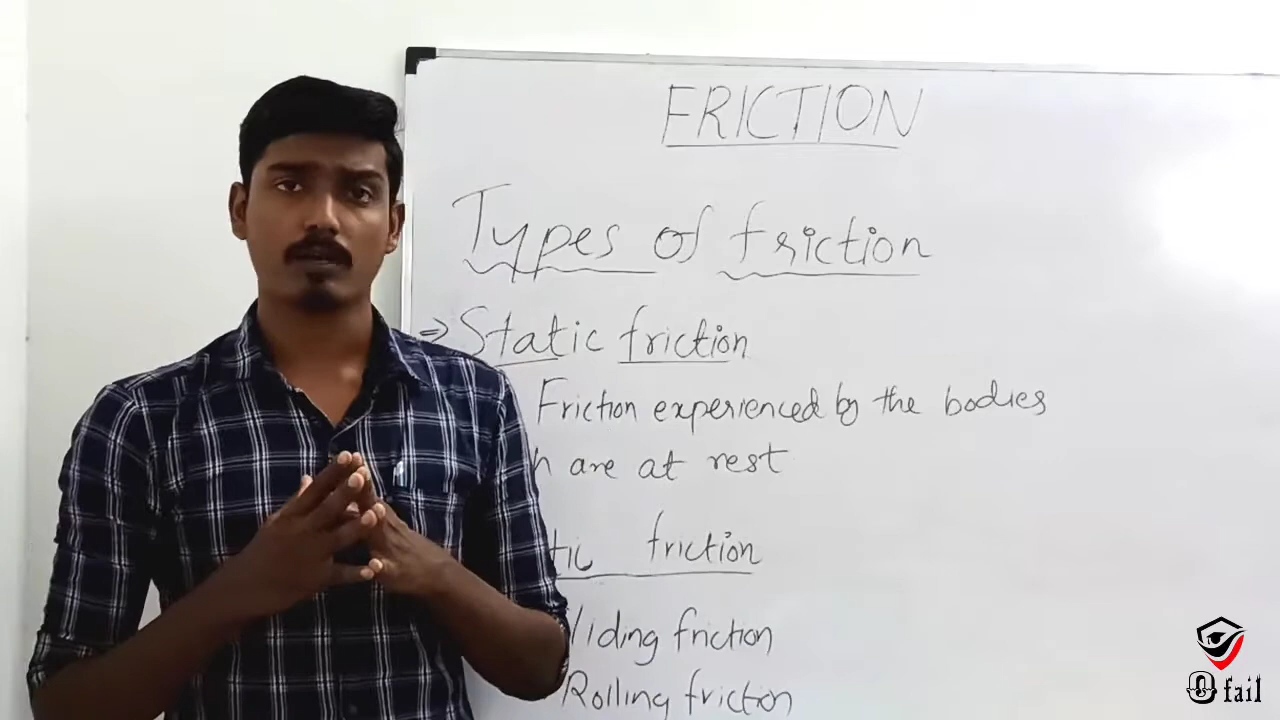 FRICTION
Types of friction
⇒ Static friction
Friction experienced by the bodies
are at rest
friction
friction
Rolling friction
0 fail